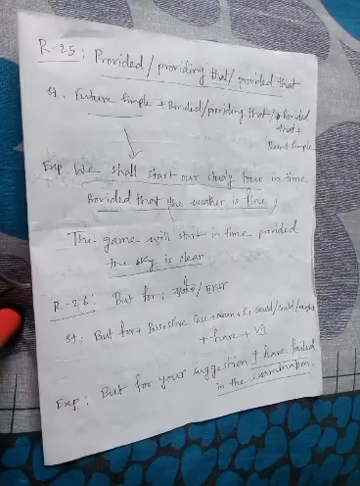 R-25: Provided/providing that/provided that
st. Future simple + Provided/providing that/Provided
that +
Present Simple
Exp We shall start our study tour in time
Provided that the weather is fine,
The game will start in time provided
the sky is clear
R-26: But for;
st: But for + Possessive Case + noun + s + would/could/might
+ have + V3
Exp: But for your suggestion I have failed
in the examination.